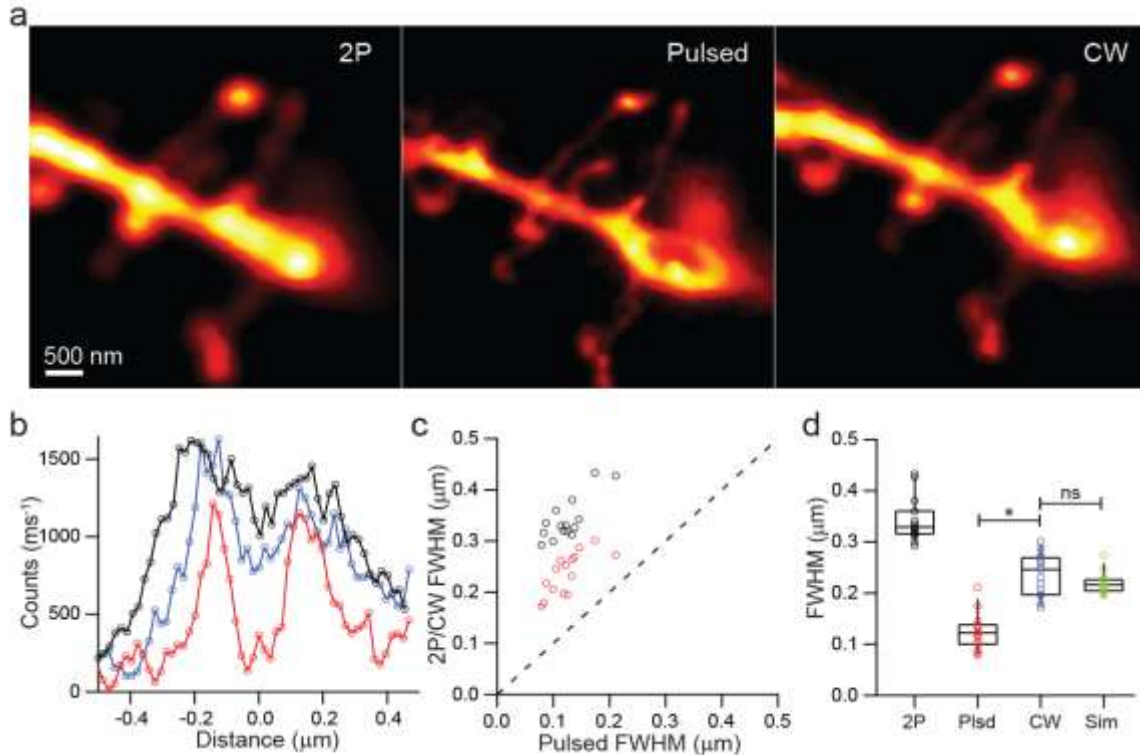 a
2P
Pulsed
CW
500 nm
b
1500
1000
500
0
Counts (ms⁻¹)
-0.4
-0.2
0.0
0.2
0.4
Distance (µm)
c
0.5
0.4
0.3
0.2
0.1
0.0
2P/CW FWHM (µm)
0.0
0.1
0.2
0.3
0.4
0.5
Pulsed FWHM (µm)
d
0.5
0.4
0.3
0.2
0.1
0.0
FWHM (µm)
*
ns
2P
Plsd
CW
Sim